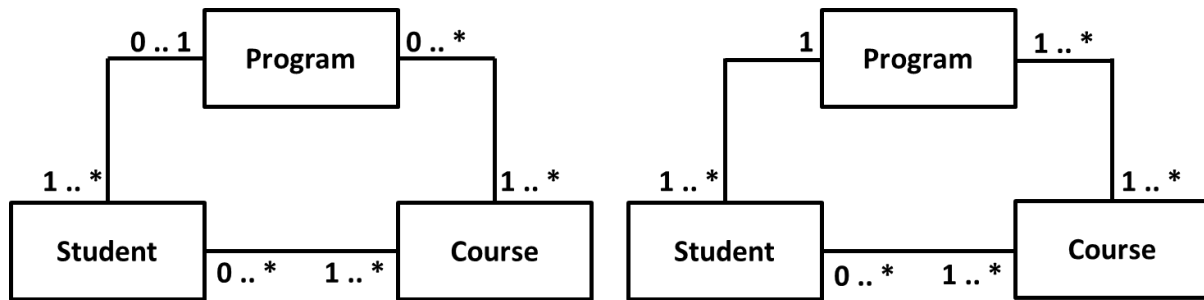 0 .. 1
Program
0 .. *
1 .. *
1 .. *
Student
Course
0 .. *
1 .. *
1
Program
1 .. *
1 .. *
1 .. *
Student
Course
0 .. *
1 .. *